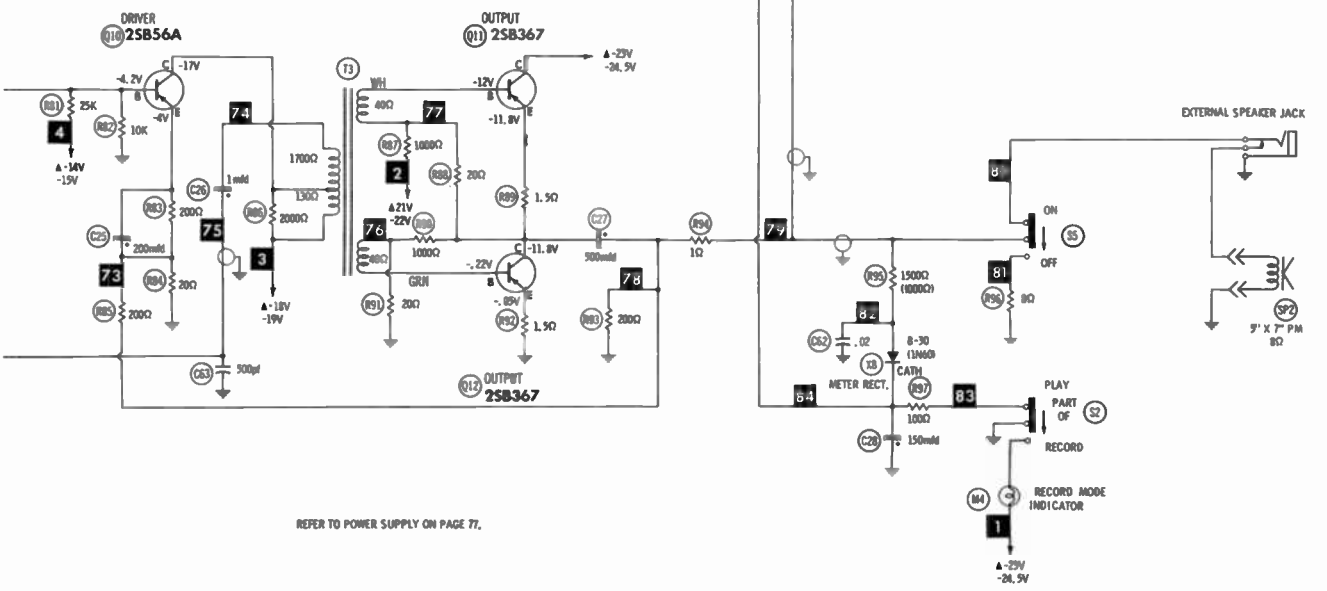 DRIVER
Q10 2SB56A
OUTPUT
Q11 2SB367
▲ -23V
-24.5V
C
-17V
-4.2V
B
E
-4V
R81 25K
4
▲ -14V
-15V
R82 10K
74
T3
WH
40Ω
77
-12V
B
C
E
-11.8V
EXTERNAL SPEAKER JACK
R87 1000Ω
2
▲ 21V
-22V
R88 20Ω
1700Ω
130Ω
C26 1mfd
75
R83 200Ω
R86 2000Ω
3
▲ -18V
-19V
R89 1.5Ω
8
ON
S5
OFF
C25 200mfd
73
R84 20Ω
R85 200Ω
76
R90 1000Ω
40Ω
GRN
C
-11.8V
-.22V
B
E
-.05V
C27 500mfd
R94 1Ω
79
78
R95 1500Ω
(1000Ω)
81
R96 8Ω
SP2
5" X 7" PM
8Ω
R91 20Ω
R92 1.5Ω
R93 200Ω
82
C62 .02
8-30
(1N60)
X8
CATH
METER RECT.
C63 500pf
Q12 OUTPUT
2SB367
84
R97 100Ω
83
PLAY
PART
OF
S2
RECORD
C28 150mfd
M4
RECORD MODE
INDICATOR
1
▲ -23V
-24.5V
REFER TO POWER SUPPLY ON PAGE 77.